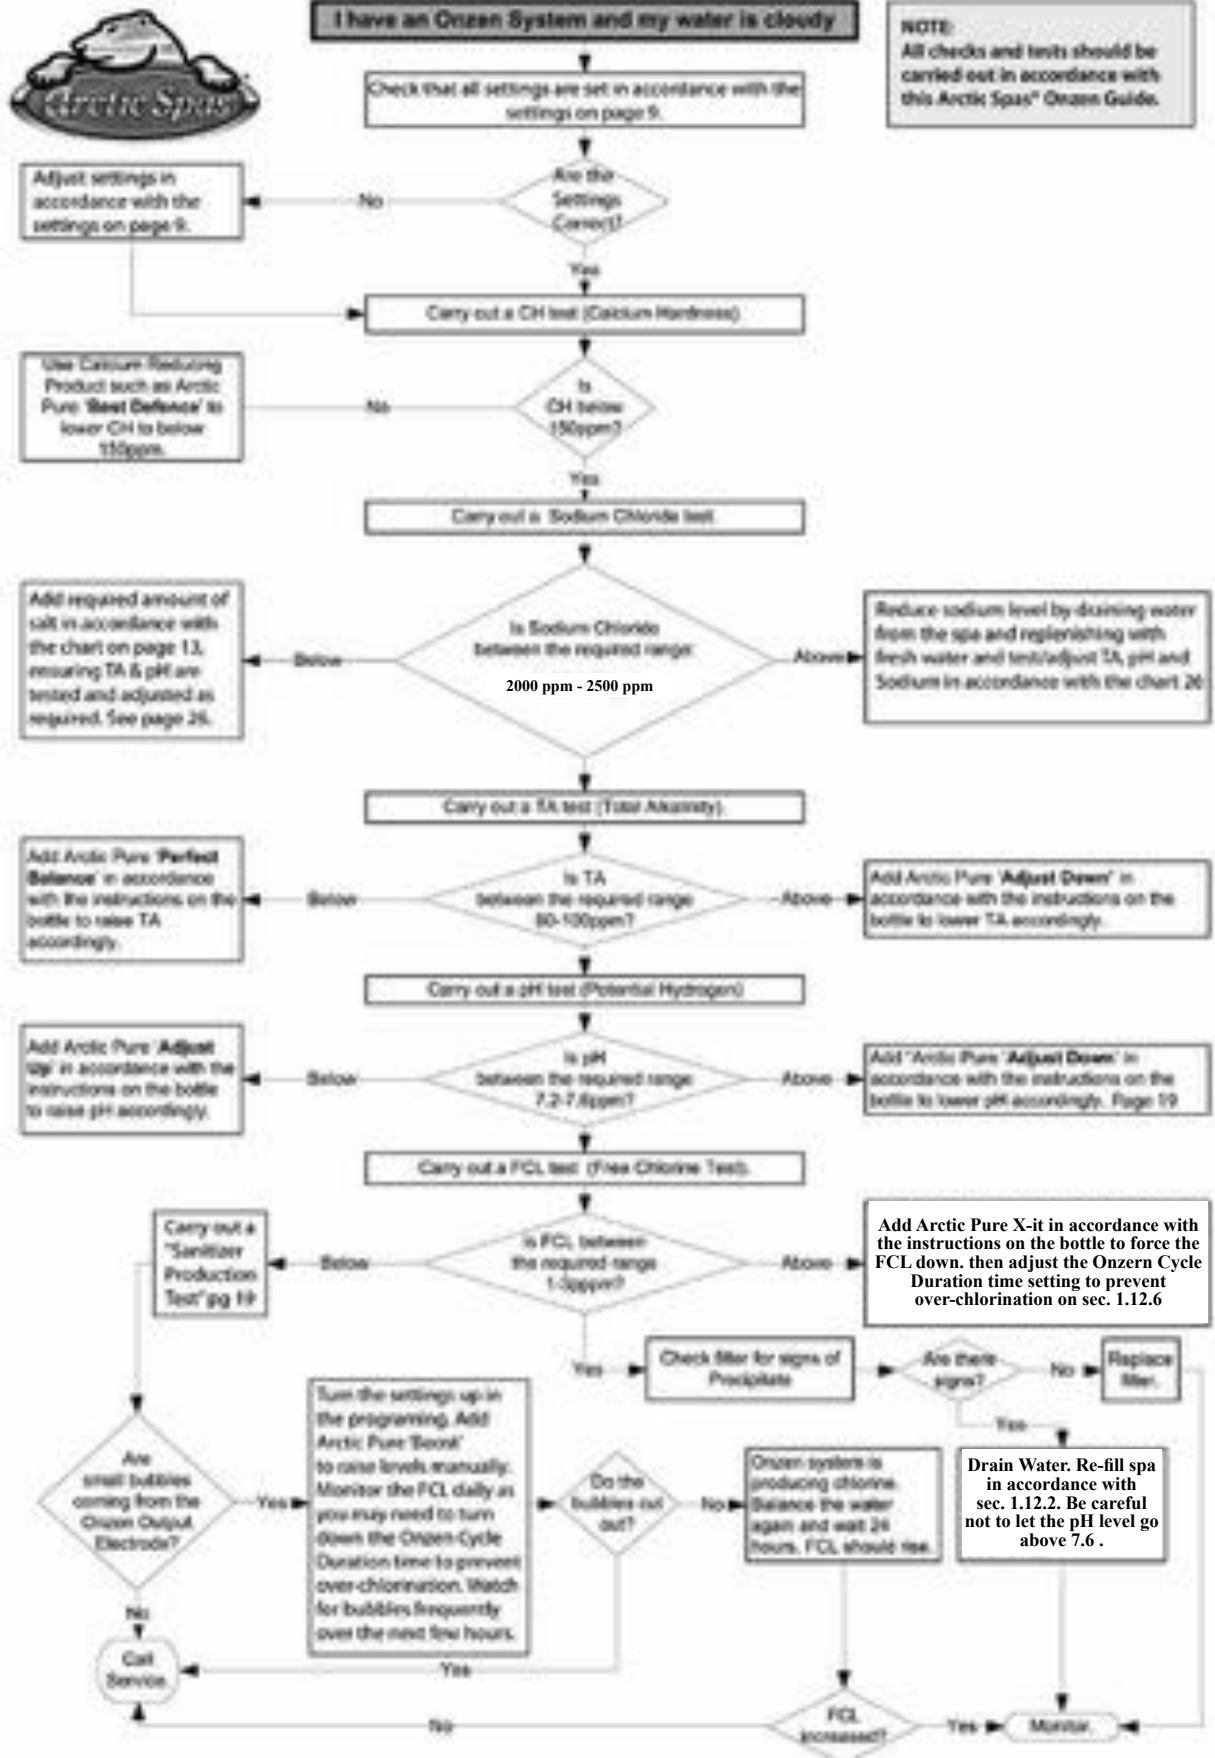 I have an Onzen System and my water is cloudy
NOTE:
All checks and tests should be
carried out in accordance with
this Arctic Spas® Onzen Guide.
Arctic Spas
Check that all settings are set in accordance with the
settings on page 9.
Are the
Settings
Correct?
No
Adjust settings in
accordance with the
settings on page 9.
Yes
Carry out a CH test (Calcium Hardness)
Is
CH below
150ppm?
No
Use Calcium Reducing
Product such as Arctic
Pure 'Best Defence' to
lower CH to below
150ppm.
Yes
Carry out a Sodium Chloride test.
Is Sodium Chloride
between the required range:
2000 ppm - 2500 ppm
Below
Add required amount of
salt in accordance with
the chart on page 13,
ensuring TA & pH are
tested and adjusted as
required. See page 26.
Above
Reduce sodium level by draining water
from the spa and replenishing with
fresh water and test/adjust TA, pH and
Sodium in accordance with the chart 26
Carry out a TA test (Total Alkalinity).
Is TA
between the required range
80-100ppm?
Below
Add Arctic Pure 'Perfect
Balance' in accordance
with the instructions on the
bottle to raise TA
accordingly.
Above
Add Arctic Pure 'Adjust Down' in
accordance with the instructions on the
bottle to lower TA accordingly.
Carry out a pH test (Potential Hydrogen)
Is pH
between the required range
7.2-7.6ppm?
Below
Add Arctic Pure 'Adjust
Up' in accordance with the
instructions on the bottle
to raise pH accordingly.
Above
Add "Arctic Pure 'Adjust Down' in
accordance with the instructions on the
bottle to lower pH accordingly. Page 19
Carry out a FCL test (Free Chlorine Test).
Is FCL between
the required range
1-3pppm?
Below
Carry out a
"Sanitizer
Production
Test" pg 19
Above
Add Arctic Pure X-it in accordance with
the instructions on the bottle to force the
FCL down. then adjust the Onzern Cycle
Duration time setting to prevent
over-chlorination on sec. 1.12.6
Yes
Check filter for signs of
Precipitate
Are there
signs?
No
Replace
filter.
Yes
Drain Water. Re-fill spa
in accordance with
sec. 1.12.2. Be careful
not to let the pH level go
above 7.6 .
Are
small bubbles
coming from the
Onzen Output
Electrode?
Yes
Turn the settings up in
the programing. Add
Arctic Pure 'Boost'
to raise levels manually.
Monitor the FCL daily as
you may need to turn
down the Onzen Cycle
Duration time to prevent
over-chlorination. Watch
for bubbles frequently
over the next few hours.
Do the
bubbles cut
out?
No
Onzen system is
producing chlorine.
Balance the water
again and wait 24
hours. FCL should rise.
No
Call
Service.
Yes
FCL
increased?
No
Yes
Monitor.